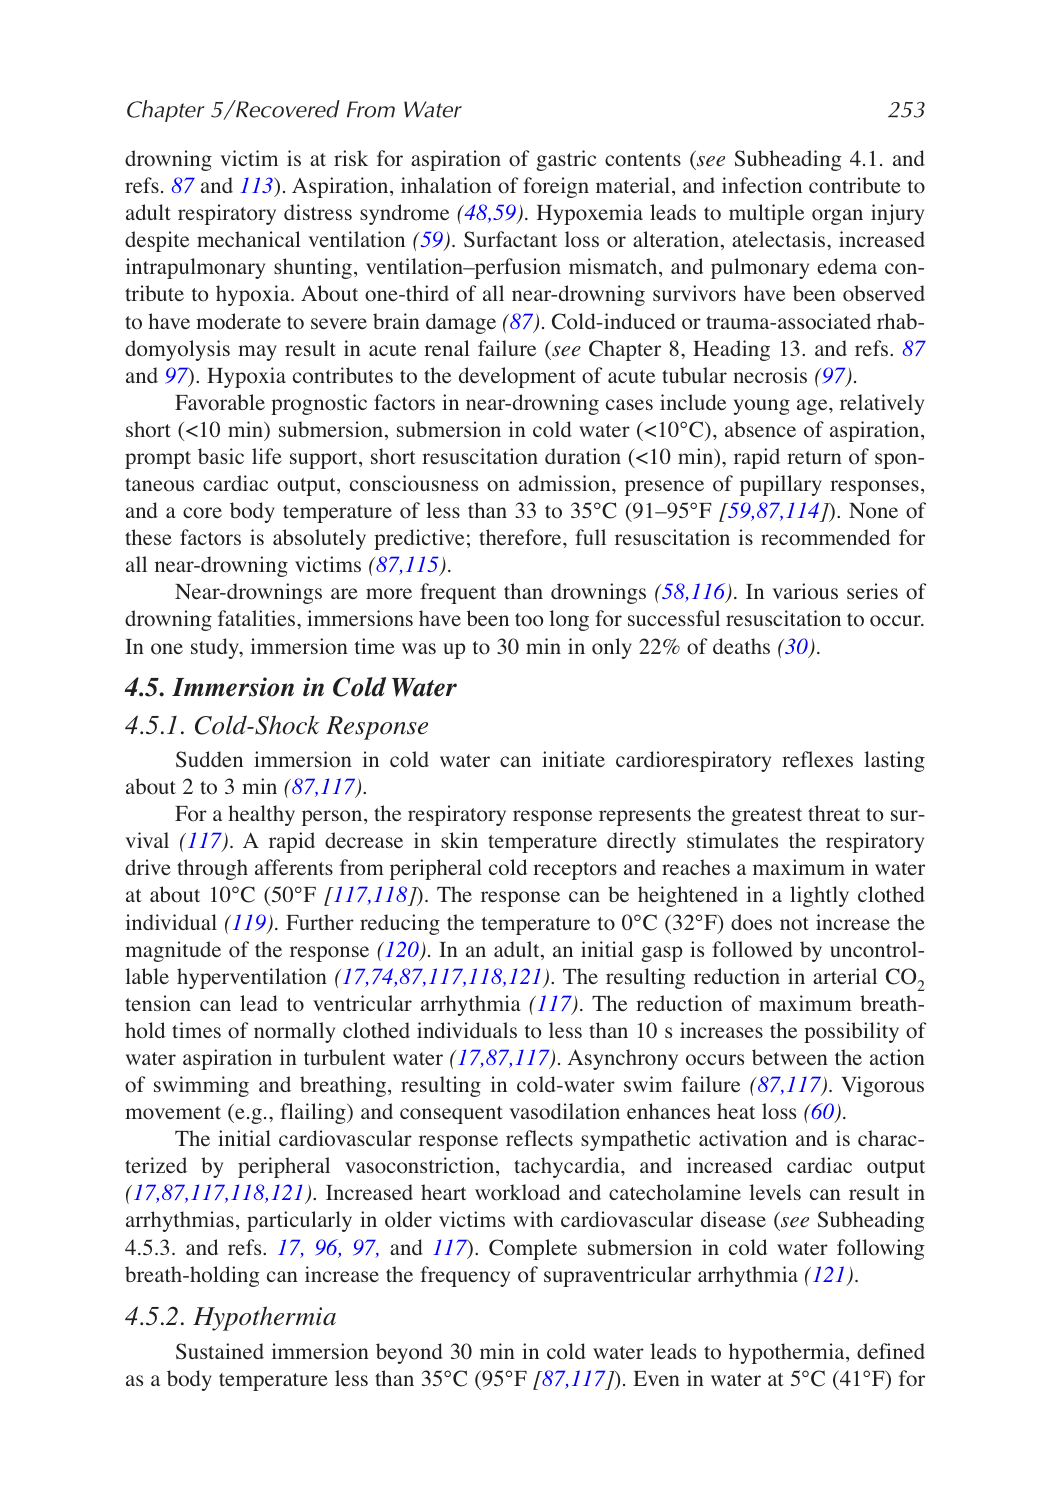 Chapter 5/Recovered From Water 253
drowning victim is at risk for aspiration of gastric contents (see Subheading 4.1. and
refs. 87 and 113). Aspiration, inhalation of foreign material, and infection contribute to
adult respiratory distress syndrome (48,59). Hypoxemia leads to multiple organ injury
despite mechanical ventilation (59). Surfactant loss or alteration, atelectasis, increased
intrapulmonary shunting, ventilation–perfusion mismatch, and pulmonary edema con-
tribute to hypoxia. About one-third of all near-drowning survivors have been observed
to have moderate to severe brain damage (87). Cold-induced or trauma-associated rhab-
domyolysis may result in acute renal failure (see Chapter 8, Heading 13. and refs. 87
and 97). Hypoxia contributes to the development of acute tubular necrosis (97).
Favorable prognostic factors in near-drowning cases include young age, relatively
short (<10 min) submersion, submersion in cold water (<10°C), absence of aspiration,
prompt basic life support, short resuscitation duration (<10 min), rapid return of spon-
taneous cardiac output, consciousness on admission, presence of pupillary responses,
and a core body temperature of less than 33 to 35°C (91–95°F [59,87,114]). None of
these factors is absolutely predictive; therefore, full resuscitation is recommended for
all near-drowning victims (87,115).
Near-drownings are more frequent than drownings (58,116). In various series of
drowning fatalities, immersions have been too long for successful resuscitation to occur.
In one study, immersion time was up to 30 min in only 22% of deaths (30).
4.5. Immersion in Cold Water
4.5.1. Cold-Shock Response
Sudden immersion in cold water can initiate cardiorespiratory reflexes lasting
about 2 to 3 min (87,117).
For a healthy person, the respiratory response represents the greatest threat to sur-
vival (117). A rapid decrease in skin temperature directly stimulates the respiratory
drive through afferents from peripheral cold receptors and reaches a maximum in water
at about 10°C (50°F [117,118]). The response can be heightened in a lightly clothed
individual (119). Further reducing the temperature to 0°C (32°F) does not increase the
magnitude of the response (120). In an adult, an initial gasp is followed by uncontrol-
lable hyperventilation (17,74,87,117,118,121). The resulting reduction in arterial CO2
tension can lead to ventricular arrhythmia (117). The reduction of maximum breath-
hold times of normally clothed individuals to less than 10 s increases the possibility of
water aspiration in turbulent water (17,87,117). Asynchrony occurs between the action
of swimming and breathing, resulting in cold-water swim failure (87,117). Vigorous
movement (e.g., flailing) and consequent vasodilation enhances heat loss (60).
The initial cardiovascular response reflects sympathetic activation and is charac-
terized by peripheral vasoconstriction, tachycardia, and increased cardiac output
(17,87,117,118,121). Increased heart workload and catecholamine levels can result in
arrhythmias, particularly in older victims with cardiovascular disease (see Subheading
4.5.3. and refs. 17, 96, 97, and 117). Complete submersion in cold water following
breath-holding can increase the frequency of supraventricular arrhythmia (121).
4.5.2. Hypothermia
Sustained immersion beyond 30 min in cold water leads to hypothermia, defined
as a body temperature less than 35°C (95°F [87,117]). Even in water at 5°C (41°F) for